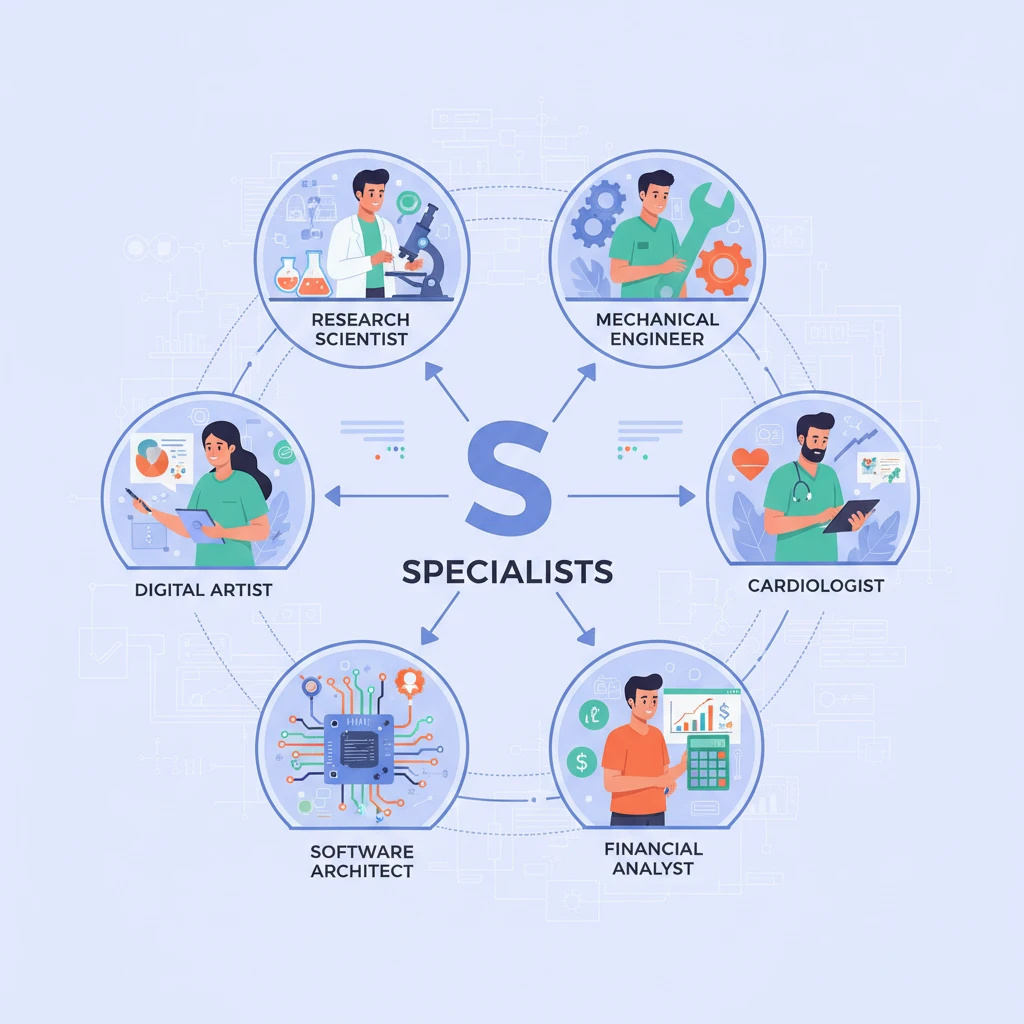 RESEARCH
SCIENTIST
MECHANICAL
ENGINEER
S
SPECIALISTS
DIGITAL ARTIST
CARDIOLOGIST
$
$
SOFTWARE
ARCHITECT
FINANCIAL
ANALYST